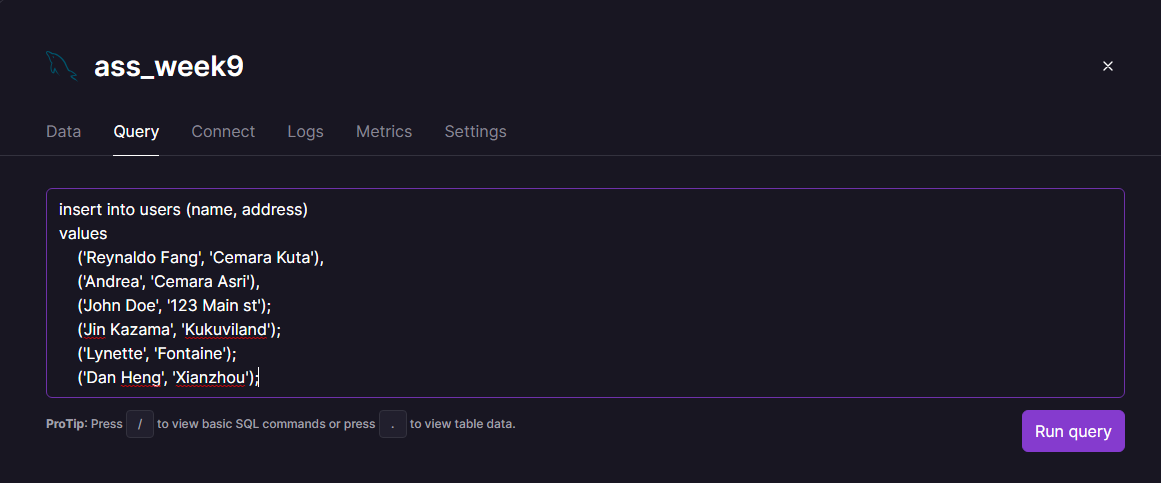 ass_week9
×
Data Query Connect Logs Metrics Settings
insert into users (name, address)
values
('Reynaldo Fang', 'Cemara Kuta'),
('Andrea', 'Cemara Asri'),
('John Doe', '123 Main st');
('Jin Kazama', 'Kukuviland');
('Lynette', 'Fontaine');
('Dan Heng', 'Xianzhou');
ProTip: Press / to view basic SQL commands or press . to view table data.
Run query